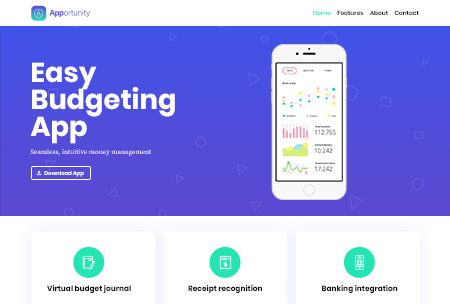 Apportunity
Home Features About Contact
Easy
Budgeting
App
Seamless, intuitive money management
Download App
112,765
10,242
17,242
Virtual budget journal
Receipt recognition
Banking integration